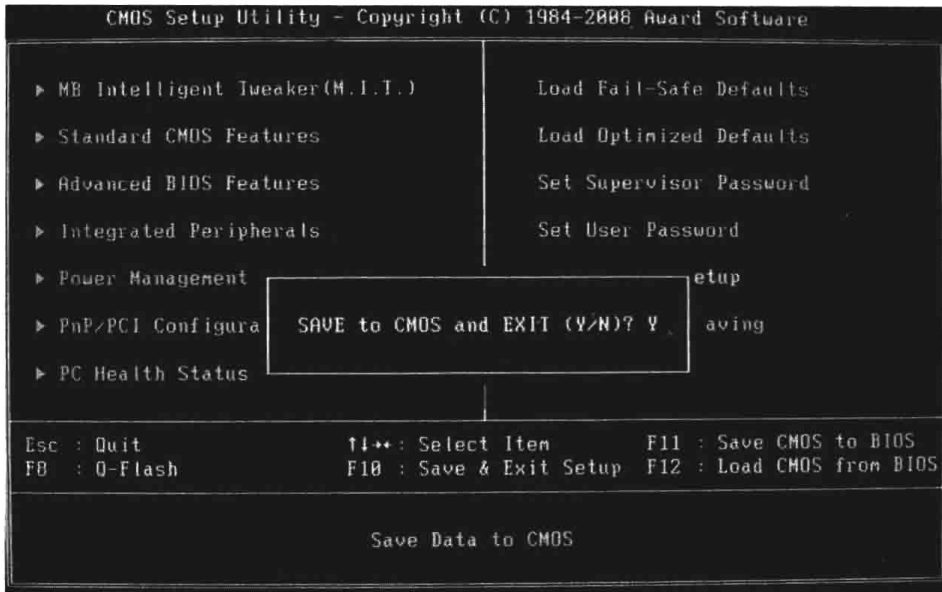 CMOS Setup Utility - Copyright (C) 1984-2008 Award Software
▶ MB Intelligent Tweaker(M.I.T.)
▶ Standard CMOS Features
▶ Advanced BIOS Features
▶ Integrated Peripherals
▶ Power Management
▶ PnP/PCI Configura
▶ PC Health Status
Load Fail-Safe Defaults
Load Optimized Defaults
Set Supervisor Password
Set User Password
etup
aving
SAVE to CMOS and EXIT (Y/N)? Y
Esc : Quit ↑↓→← : Select Item F11 : Save CMOS to BIOS
F8 : Q-Flash F10 : Save & Exit Setup F12 : Load CMOS from BIOS
Save Data to CMOS